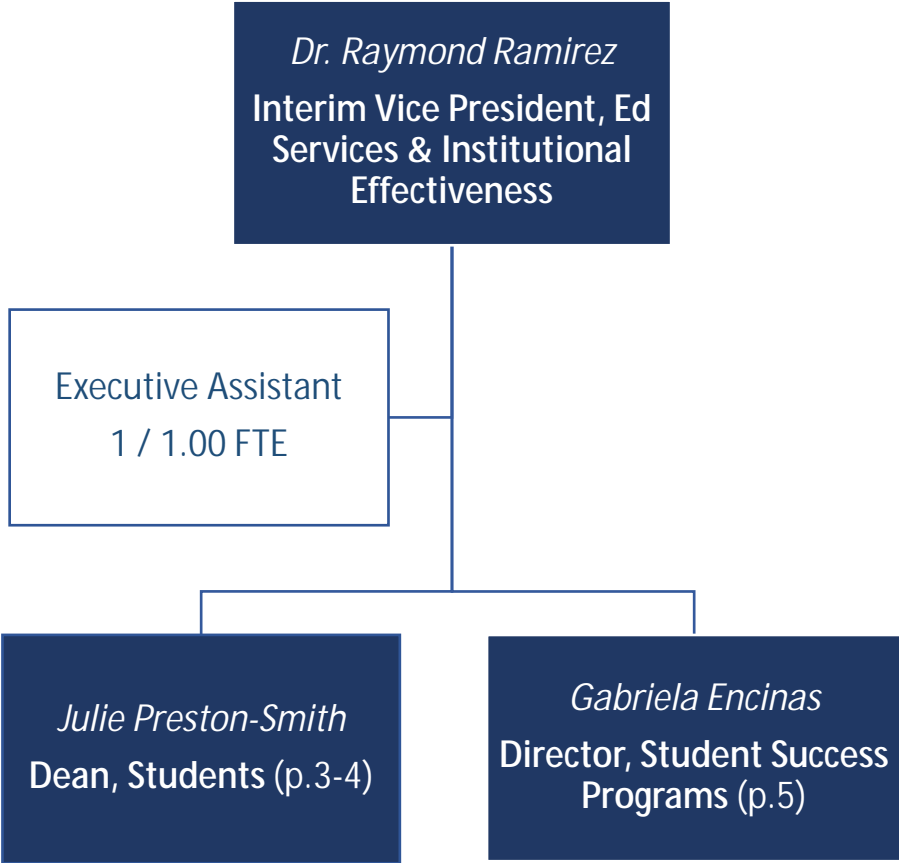 Dr. Raymond Ramirez
Interim Vice President, Ed
Services & Institutional
Effectiveness
Executive Assistant
1 / 1.00 FTE
Julie Preston-Smith
Dean, Students (p.3-4)
Gabriela Encinas
Director, Student Success
Programs (p.5)